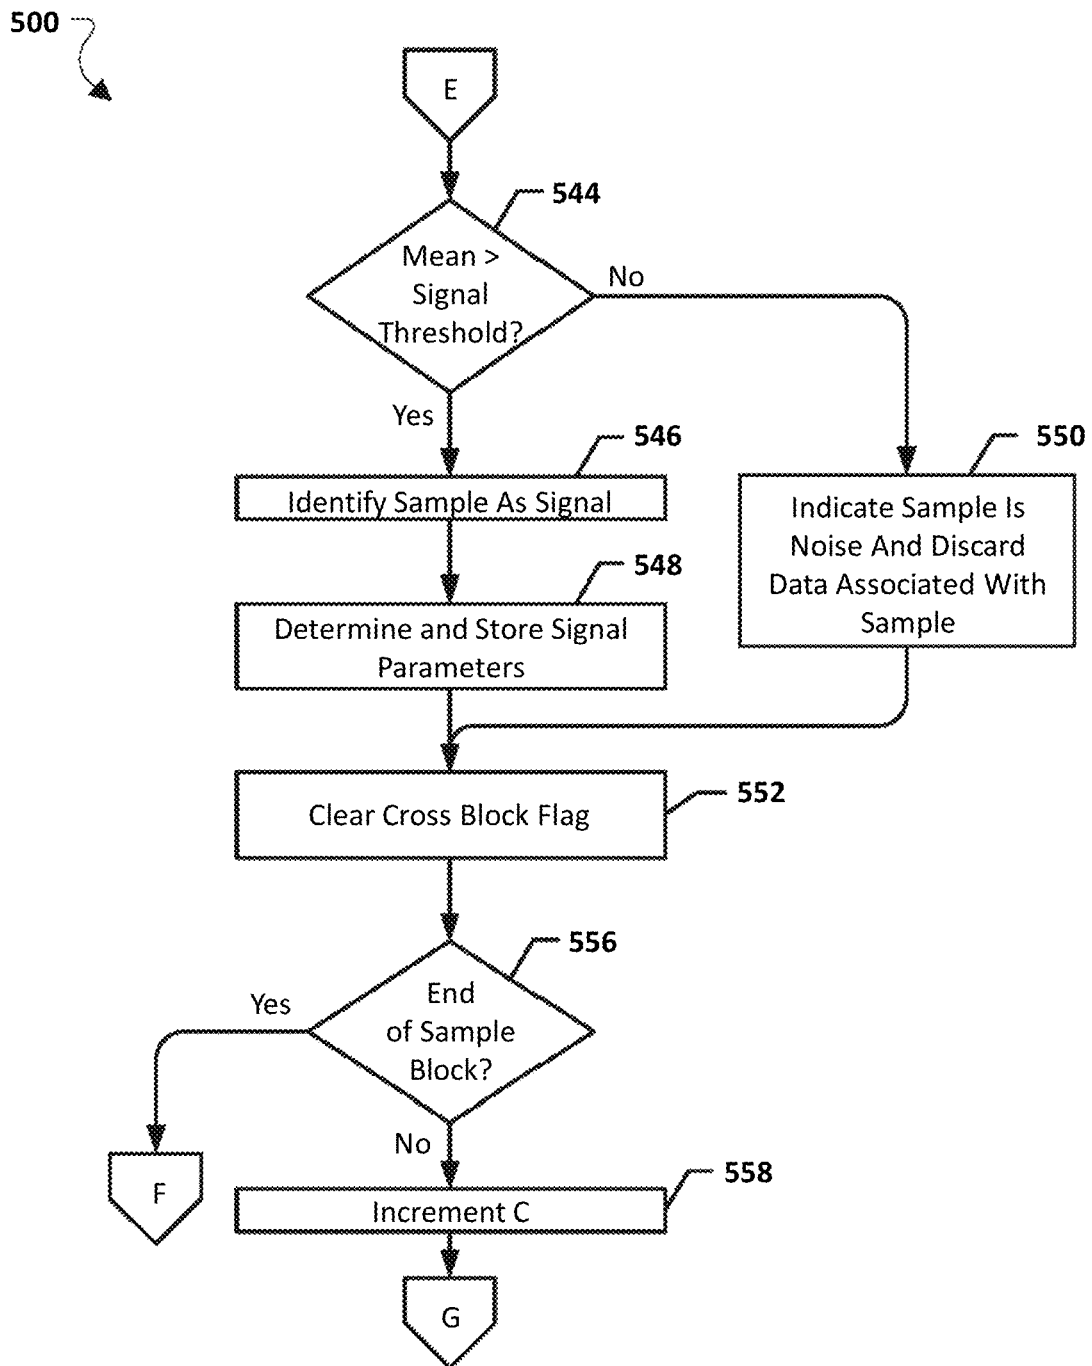 500
E
544
Mean >
Signal
Threshold?
No
Yes
546
Identify Sample As Signal
550
Indicate Sample Is
Noise And Discard
Data Associated With
Sample
548
Determine and Store Signal
Parameters
552
Clear Cross Block Flag
556
End
of Sample
Block?
Yes
No
F
558
Increment C
G